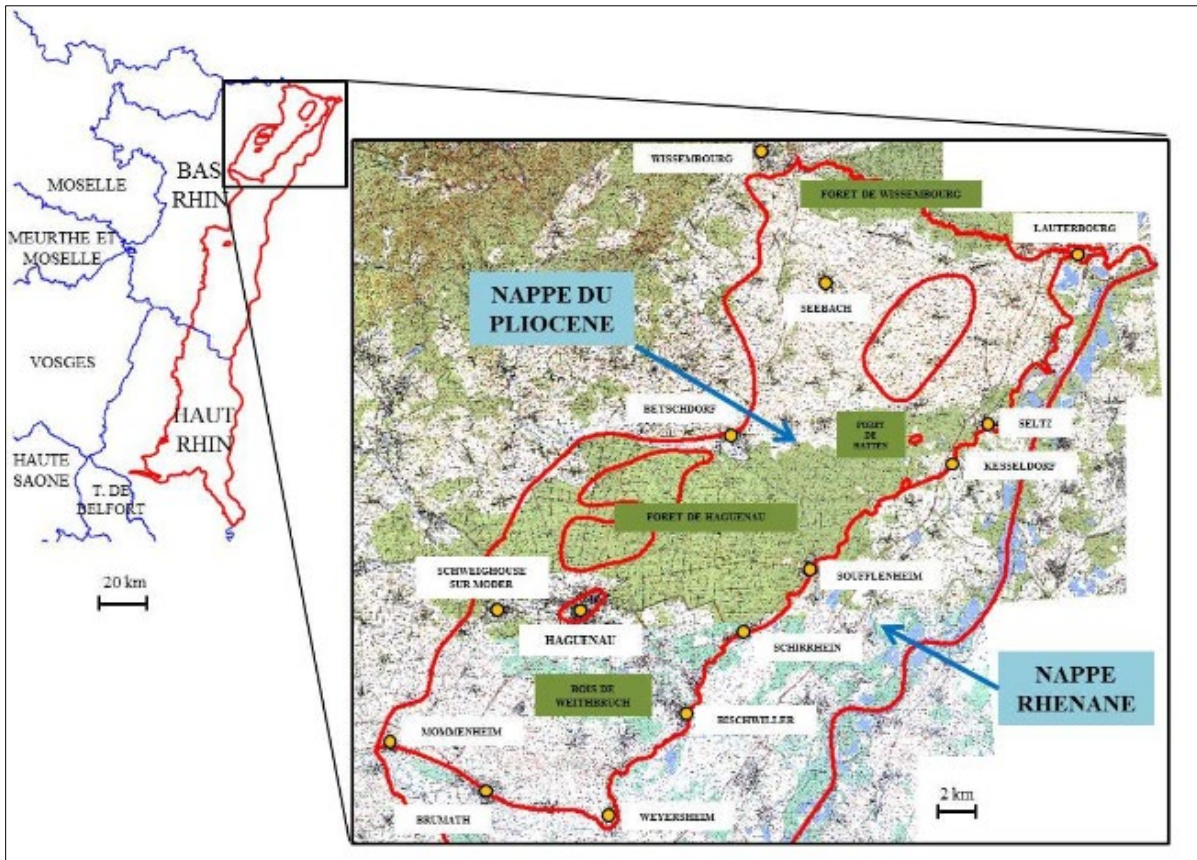 BAS
RHIN
MOSELLE
MEURTHE ET
MOSELLE
VOSGES
HAUT
RHIN
HAUTE
SAONE
T. DE
BELFORT
20 km
WISSEMBOURG
FORET DE WISSEMBOURG
LAUTERBOURG
NAPPE DU
PLIOCENE
SEEBACH
BETSCHDORF
FORET
DE
HATTEN
SELTZ
KESSELDORF
FORET DE HAGUENAU
SCHWEIGHOUSE
SUR MODER
SOUFFLENHEIM
HAGUENAU
SCHIRRHEIN
NAPPE
RHENANE
BOIS DE
WEITBRUCH
BISCHWILLER
MOMMENHEIM
2 km
BRUMATH
WEYERSHEIM